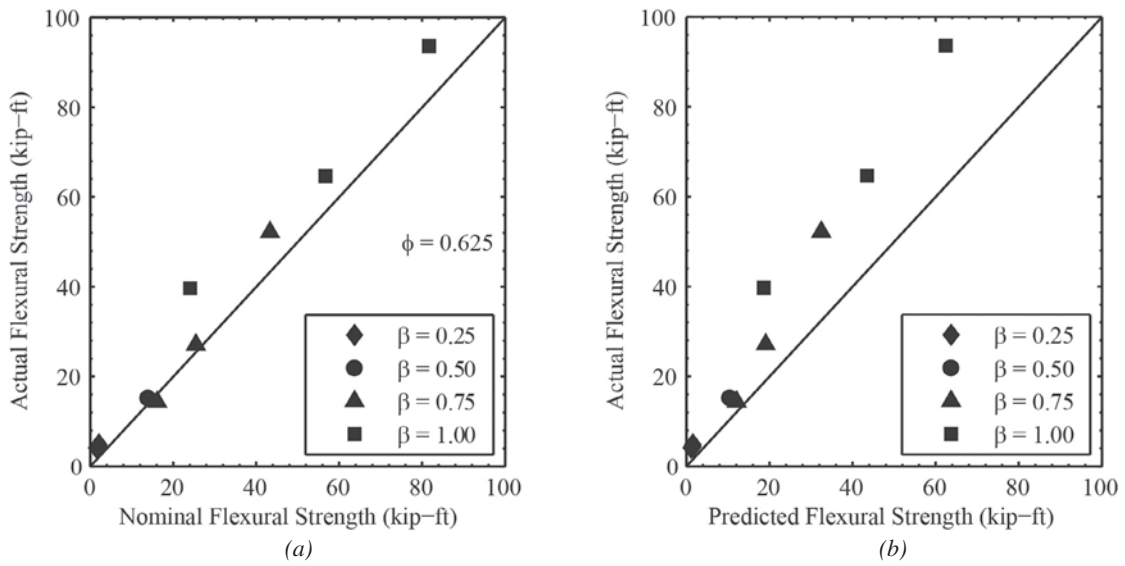 100
80
60
40
20
0
Actual Flexural Strength (kip−ft)
ϕ = 0.625
β = 0.25
β = 0.50
β = 0.75
β = 1.00
0 20 40 60 80 100
Nominal Flexural Strength (kip−ft)
(a)
100
80
60
40
20
0
Actual Flexural Strength (kip−ft)
β = 0.25
β = 0.50
β = 0.75
β = 1.00
0 20 40 60 80 100
Predicted Flexural Strength (kip−ft)
(b)